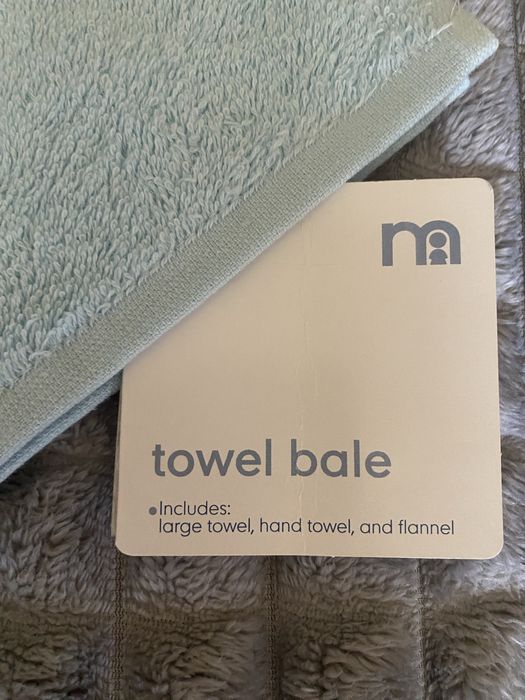 m
towel bale
•Includes:
large towel, hand towel, and flannel